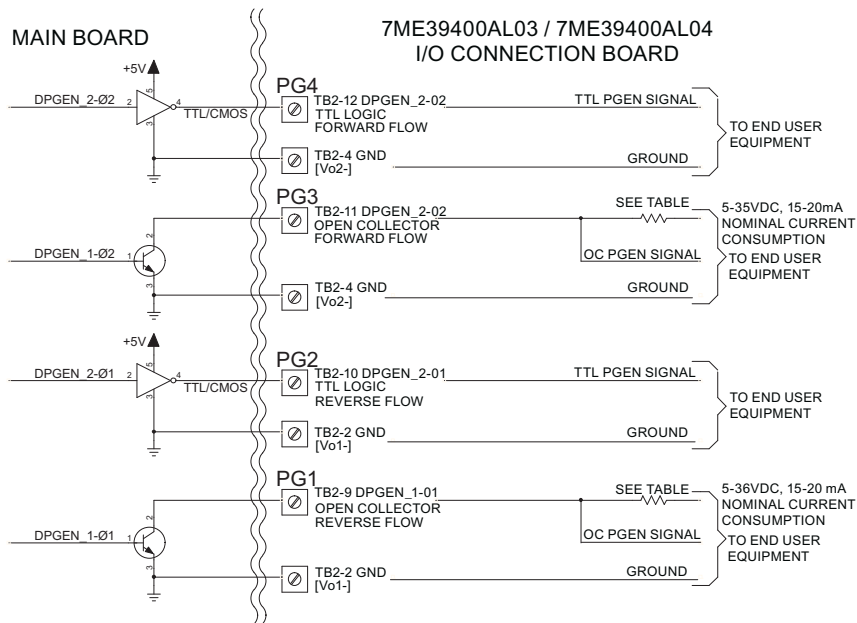 MAIN BOARD
7ME39400AL03 / 7ME39400AL04
I/O CONNECTION BOARD
+5V
5
DPGEN_2-Ø2
2
4
TTL/CMOS
3
PG4
TB2-12 DPGEN_2-02
TTL LOGIC
FORWARD FLOW
TTL PGEN SIGNAL
TB2-4 GND
[Vo2-]
GROUND
TO END USER
EQUIPMENT
PG3
TB2-11 DPGEN_2-02
OPEN COLLECTOR
FORWARD FLOW
2
DPGEN_1-Ø2
1
3
SEE TABLE
OC PGEN SIGNAL
TB2-4 GND
[Vo2-]
GROUND
5-35VDC, 15-20mA
NOMINAL CURRENT
CONSUMPTION
TO END USER
EQUIPMENT
+5V
5
DPGEN_2-Ø1
2
4
TTL/CMOS
3
PG2
TB2-10 DPGEN_2-01
TTL LOGIC
REVERSE FLOW
TTL PGEN SIGNAL
TB2-2 GND
[Vo1-]
GROUND
TO END USER
EQUIPMENT
PG1
TB2-9 DPGEN_1-01
OPEN COLLECTOR
REVERSE FLOW
2
DPGEN_1-Ø1
1
3
SEE TABLE
OC PGEN SIGNAL
TB2-2 GND
[Vo1-]
GROUND
5-36VDC, 15-20 mA
NOMINAL CURRENT
CONSUMPTION
TO END USER
EQUIPMENT